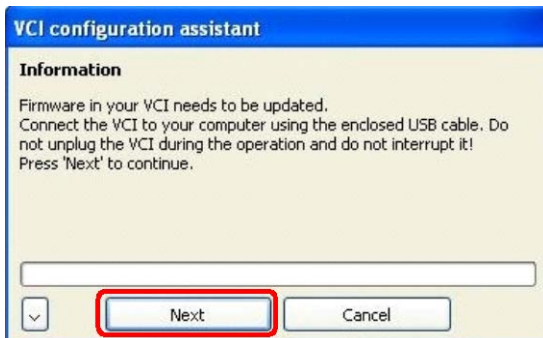 VCI configuration assistant
Information
Firmware in your VCI needs to be updated.
Connect the VCI to your computer using the enclosed USB cable. Do
not unplug the VCI during the operation and do not interrupt it!
Press 'Next' to continue.
Next
Cancel